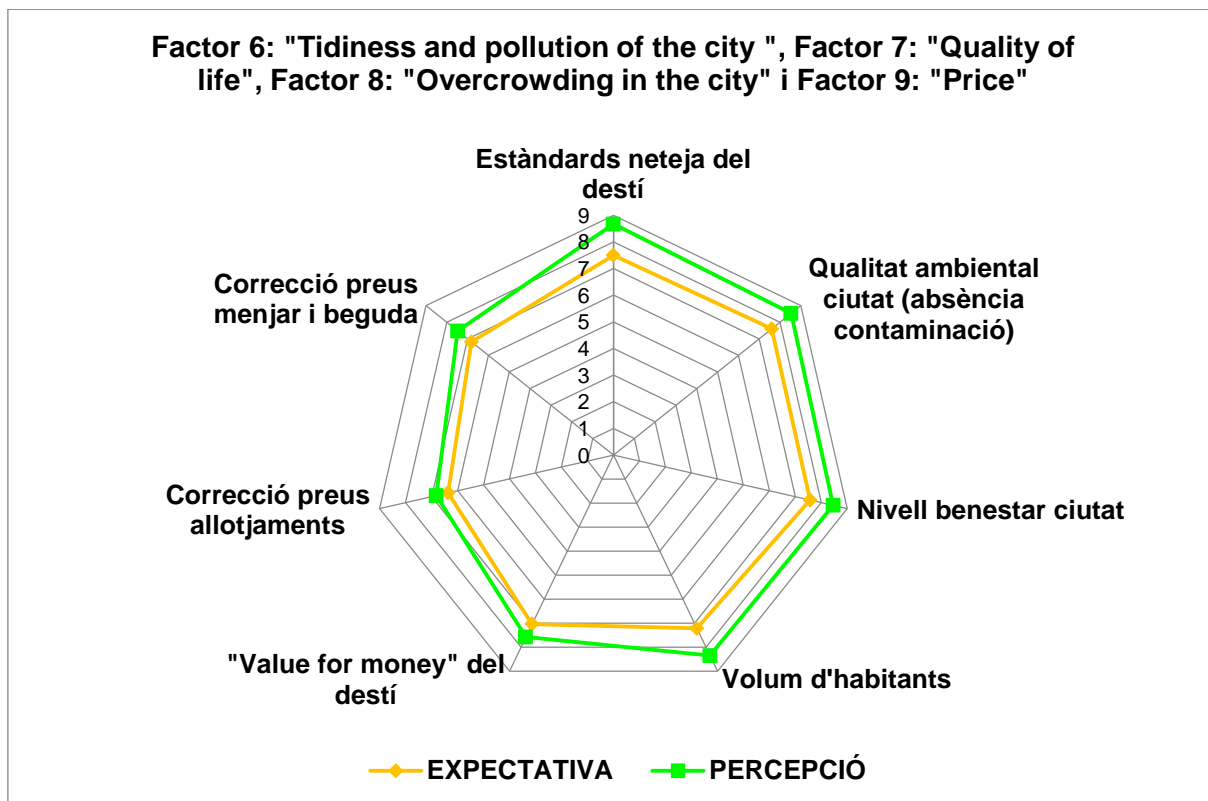 Factor 6: "Tidiness and pollution of the city ", Factor 7: "Quality of
life", Factor 8: "Overcrowding in the city" i Factor 9: "Price"
Estàndards neteja del
destí
9
8
7
6
5
4
3
2
1
0
Qualitat ambiental
ciutat (absència
contaminació)
Nivell benestar ciutat
Volum d'habitants
"Value for money" del
destí
Correcció preus
allotjaments
Correcció preus
menjar i beguda
EXPECTATIVA
PERCEPCIÓ